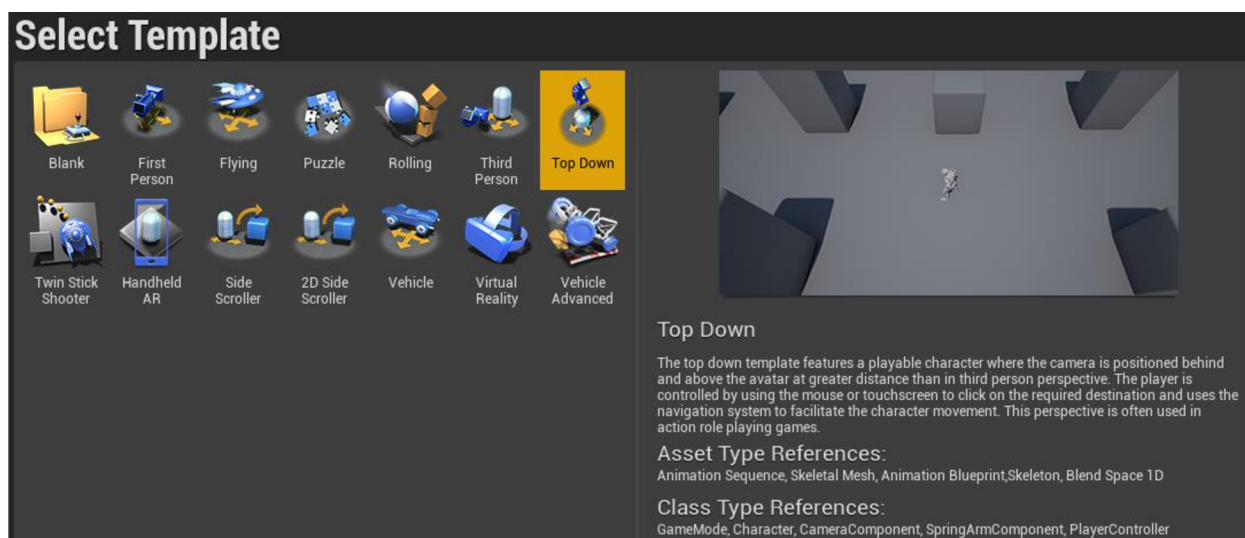 Select Template
Blank
First
Person
Flying
Puzzle
Rolling
Third
Person
Top Down
Twin Stick
Shooter
Handheld
AR
Side
Scroller
2D Side
Scroller
Vehicle
Virtual
Reality
Vehicle
Advanced
Top Down
The top down template features a playable character where the camera is positioned behind
and above the avatar at greater distance than in third person perspective. The player is
controlled by using the mouse or touchscreen to click on the required destination and uses the
navigation system to facilitate the character movement. This perspective is often used in
action role playing games.
Asset Type References:
Animation Sequence, Skeletal Mesh, Animation Blueprint,Skeleton, Blend Space 1D
Class Type References:
GameMode, Character, CameraComponent, SpringArmComponent, PlayerController